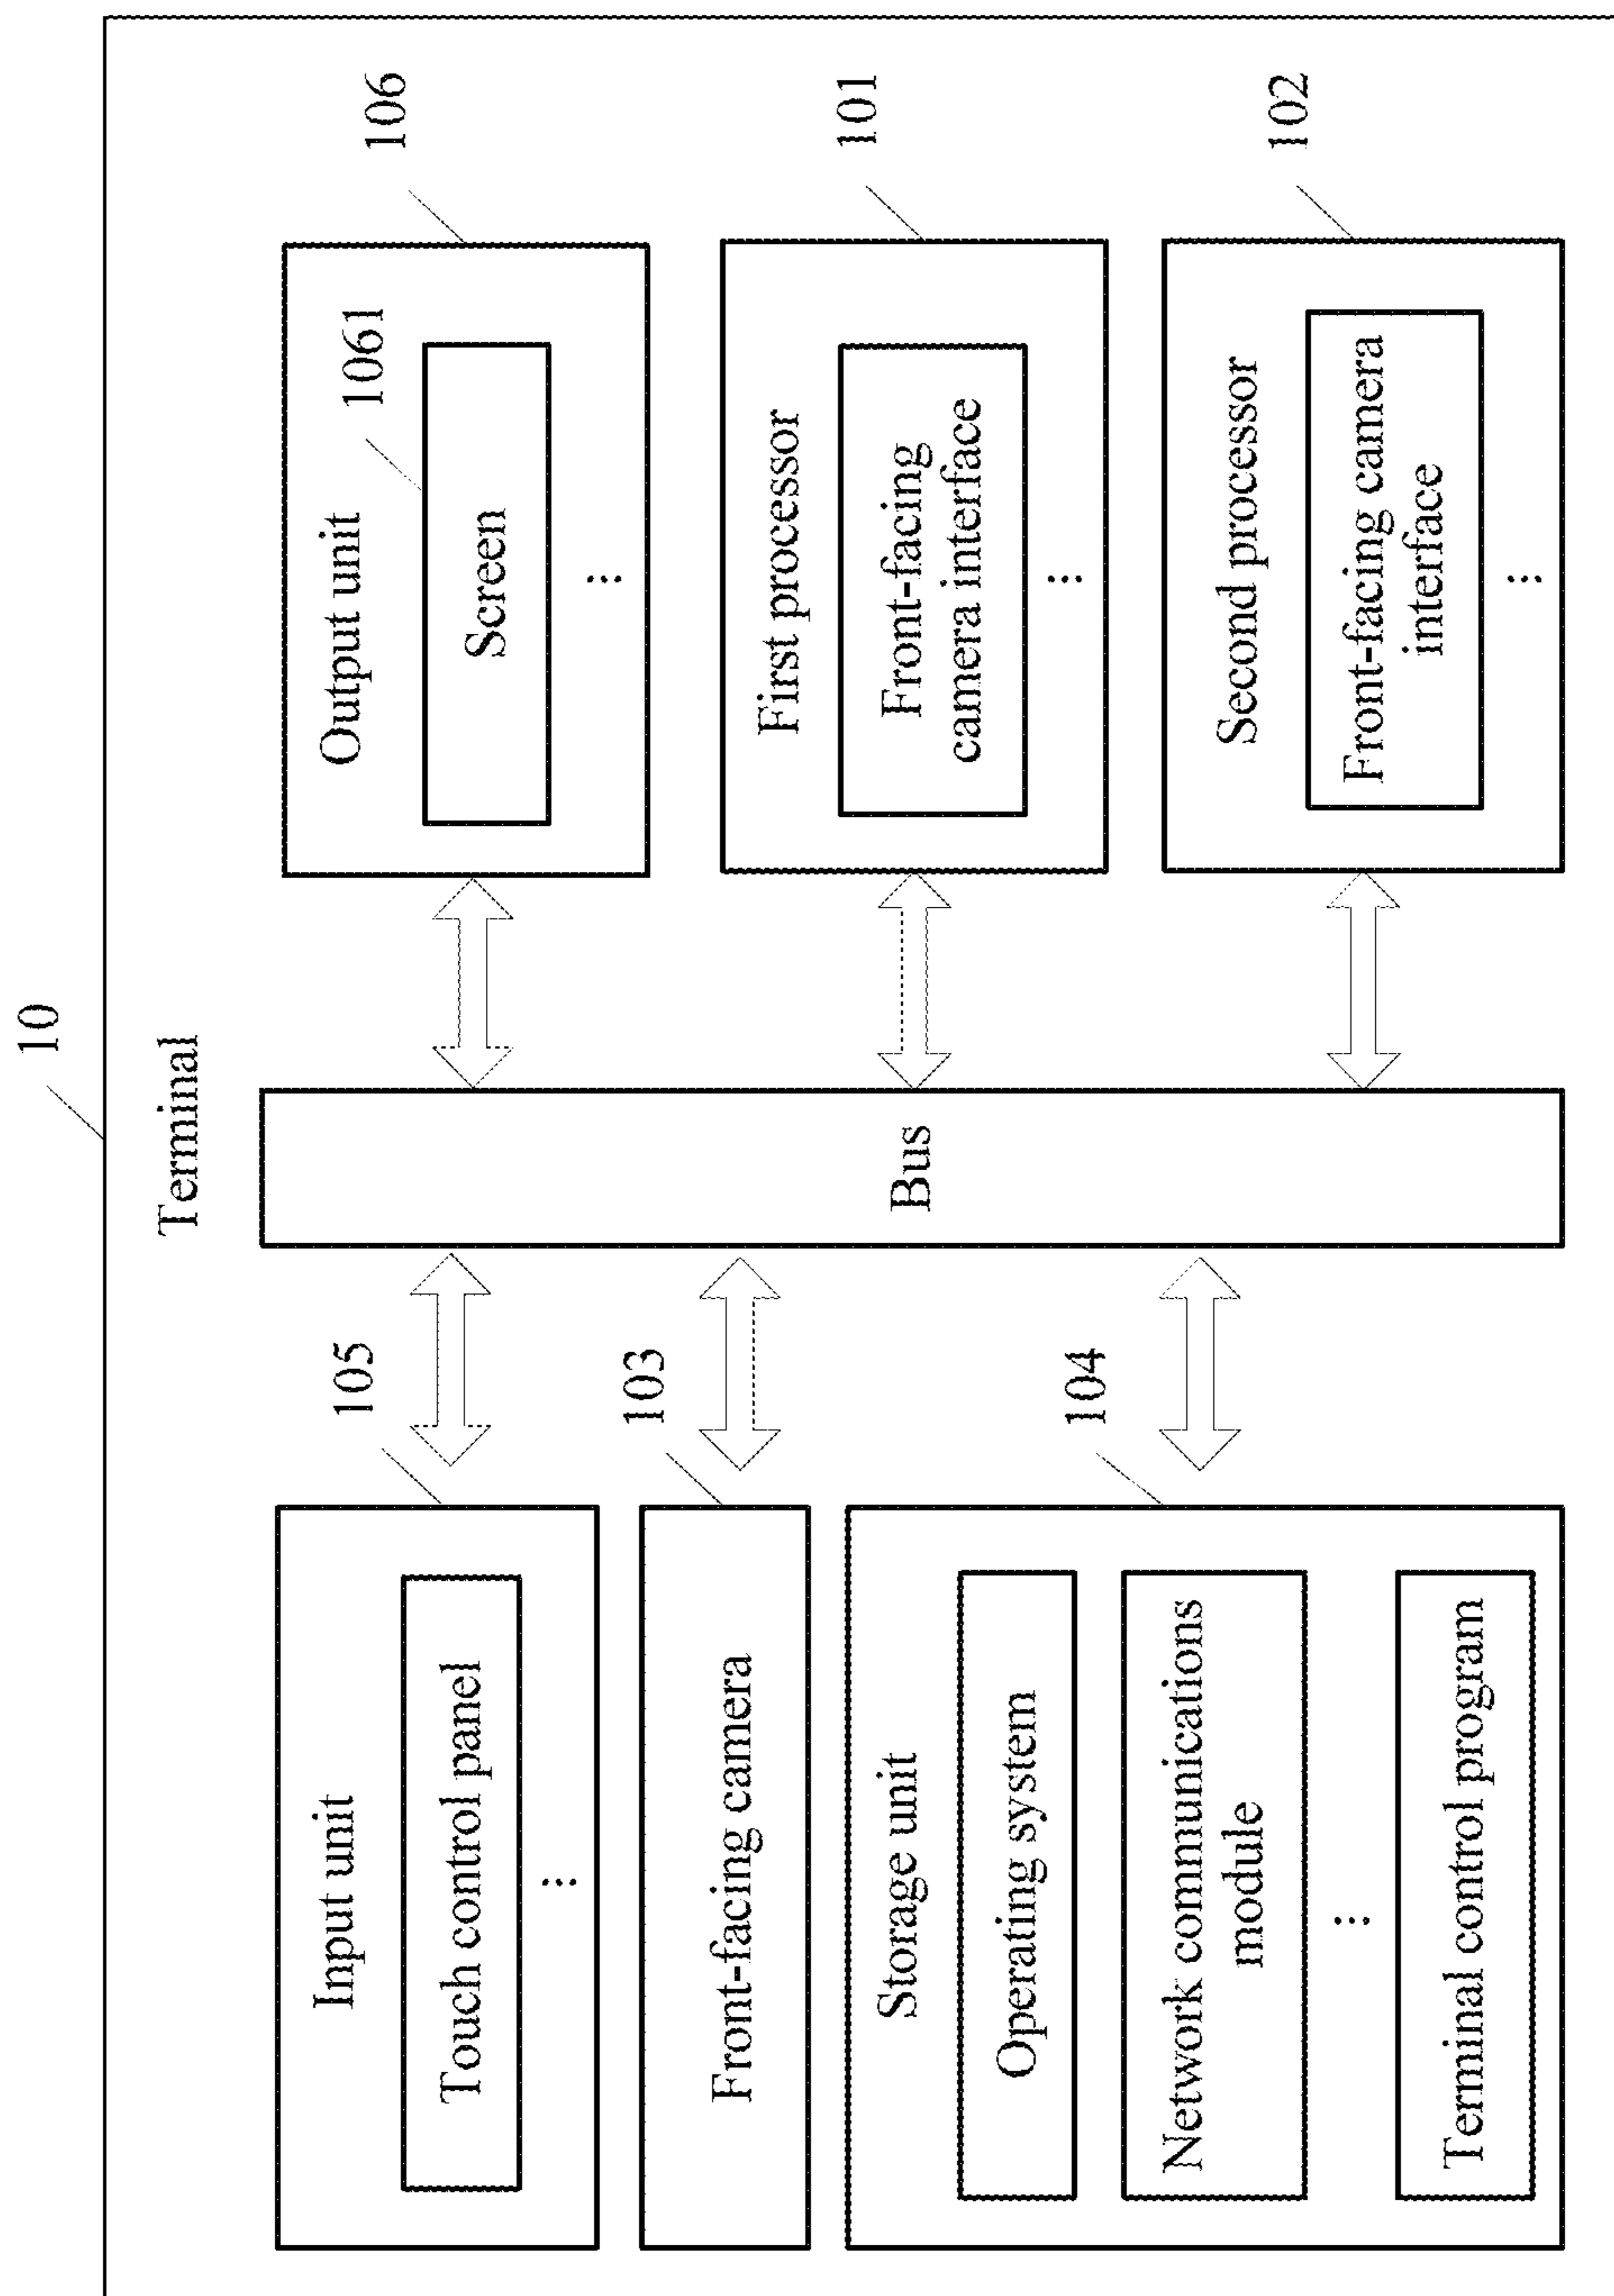 10
Terminal
105
Input unit
Touch control panel
...
103
Front-facing camera
104
Storage unit
Operating system
Network communications
module
...
Terminal control program
Bus
106
Output unit
1061
Screen
...
101
First processor
Front-facing
camera interface
...
102
Second processor
Front-facing camera
interface
...